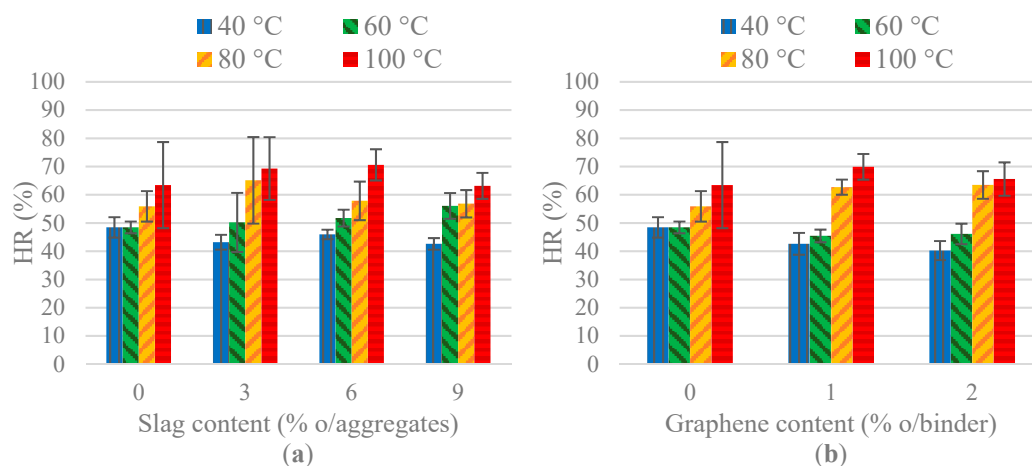 40 °C 60 °C
80 °C 100 °C
100
90
80
70
60
50
40
30
20
10
0
HR (%)
0 3 6 9
Slag content (% o/aggregates)
(a)
40 °C 60 °C
80 °C 100 °C
100
90
80
70
60
50
40
30
20
10
0
HR (%)
0 1 2
Graphene content (% o/binder)
(b)